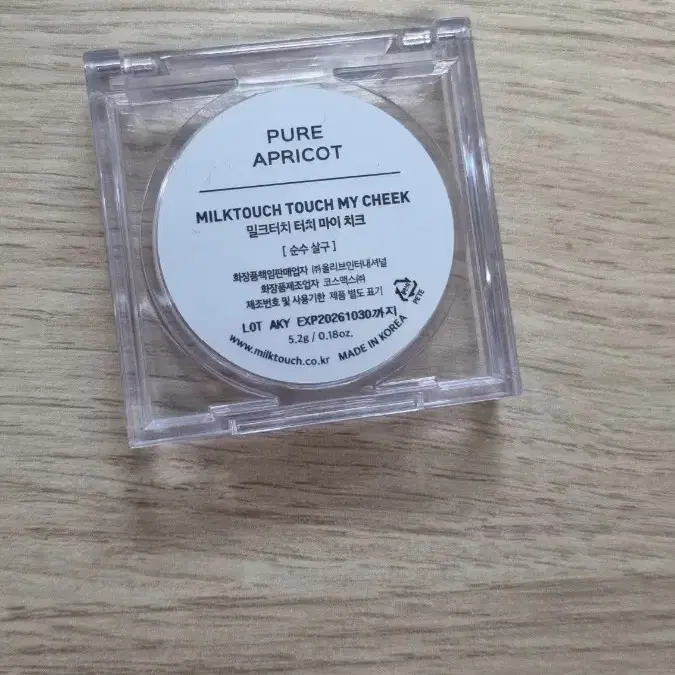 PURE
APRICOT
MILKTOUCH TOUCH MY CHEEK
밀크터치 터치 마이 치크
[ 순수 살구 ]
화장품책임판매업자 ㈜올리브인터내셔널
화장품제조업자 코스맥스㈜
제조번호 및 사용기한 제품 별도 표기
LOT AKY EXP20261030까지
5.2g / 0.18oz.
www.milktouch.co.kr MADE IN KOREA
PETE